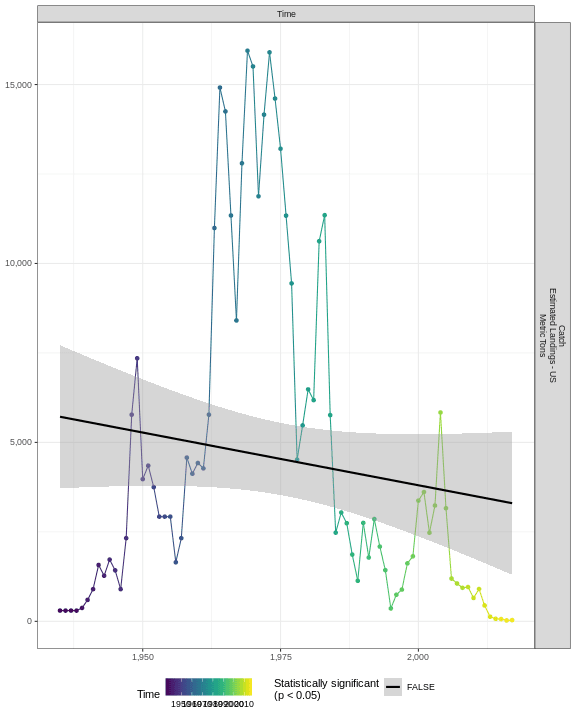 Time
15,000
10,000
5,000
0
Catch
Estimated Landings - US
Metric Tons
1,950
1,975
2,000
Time
Statistically significant
(p < 0.05)
FALSE